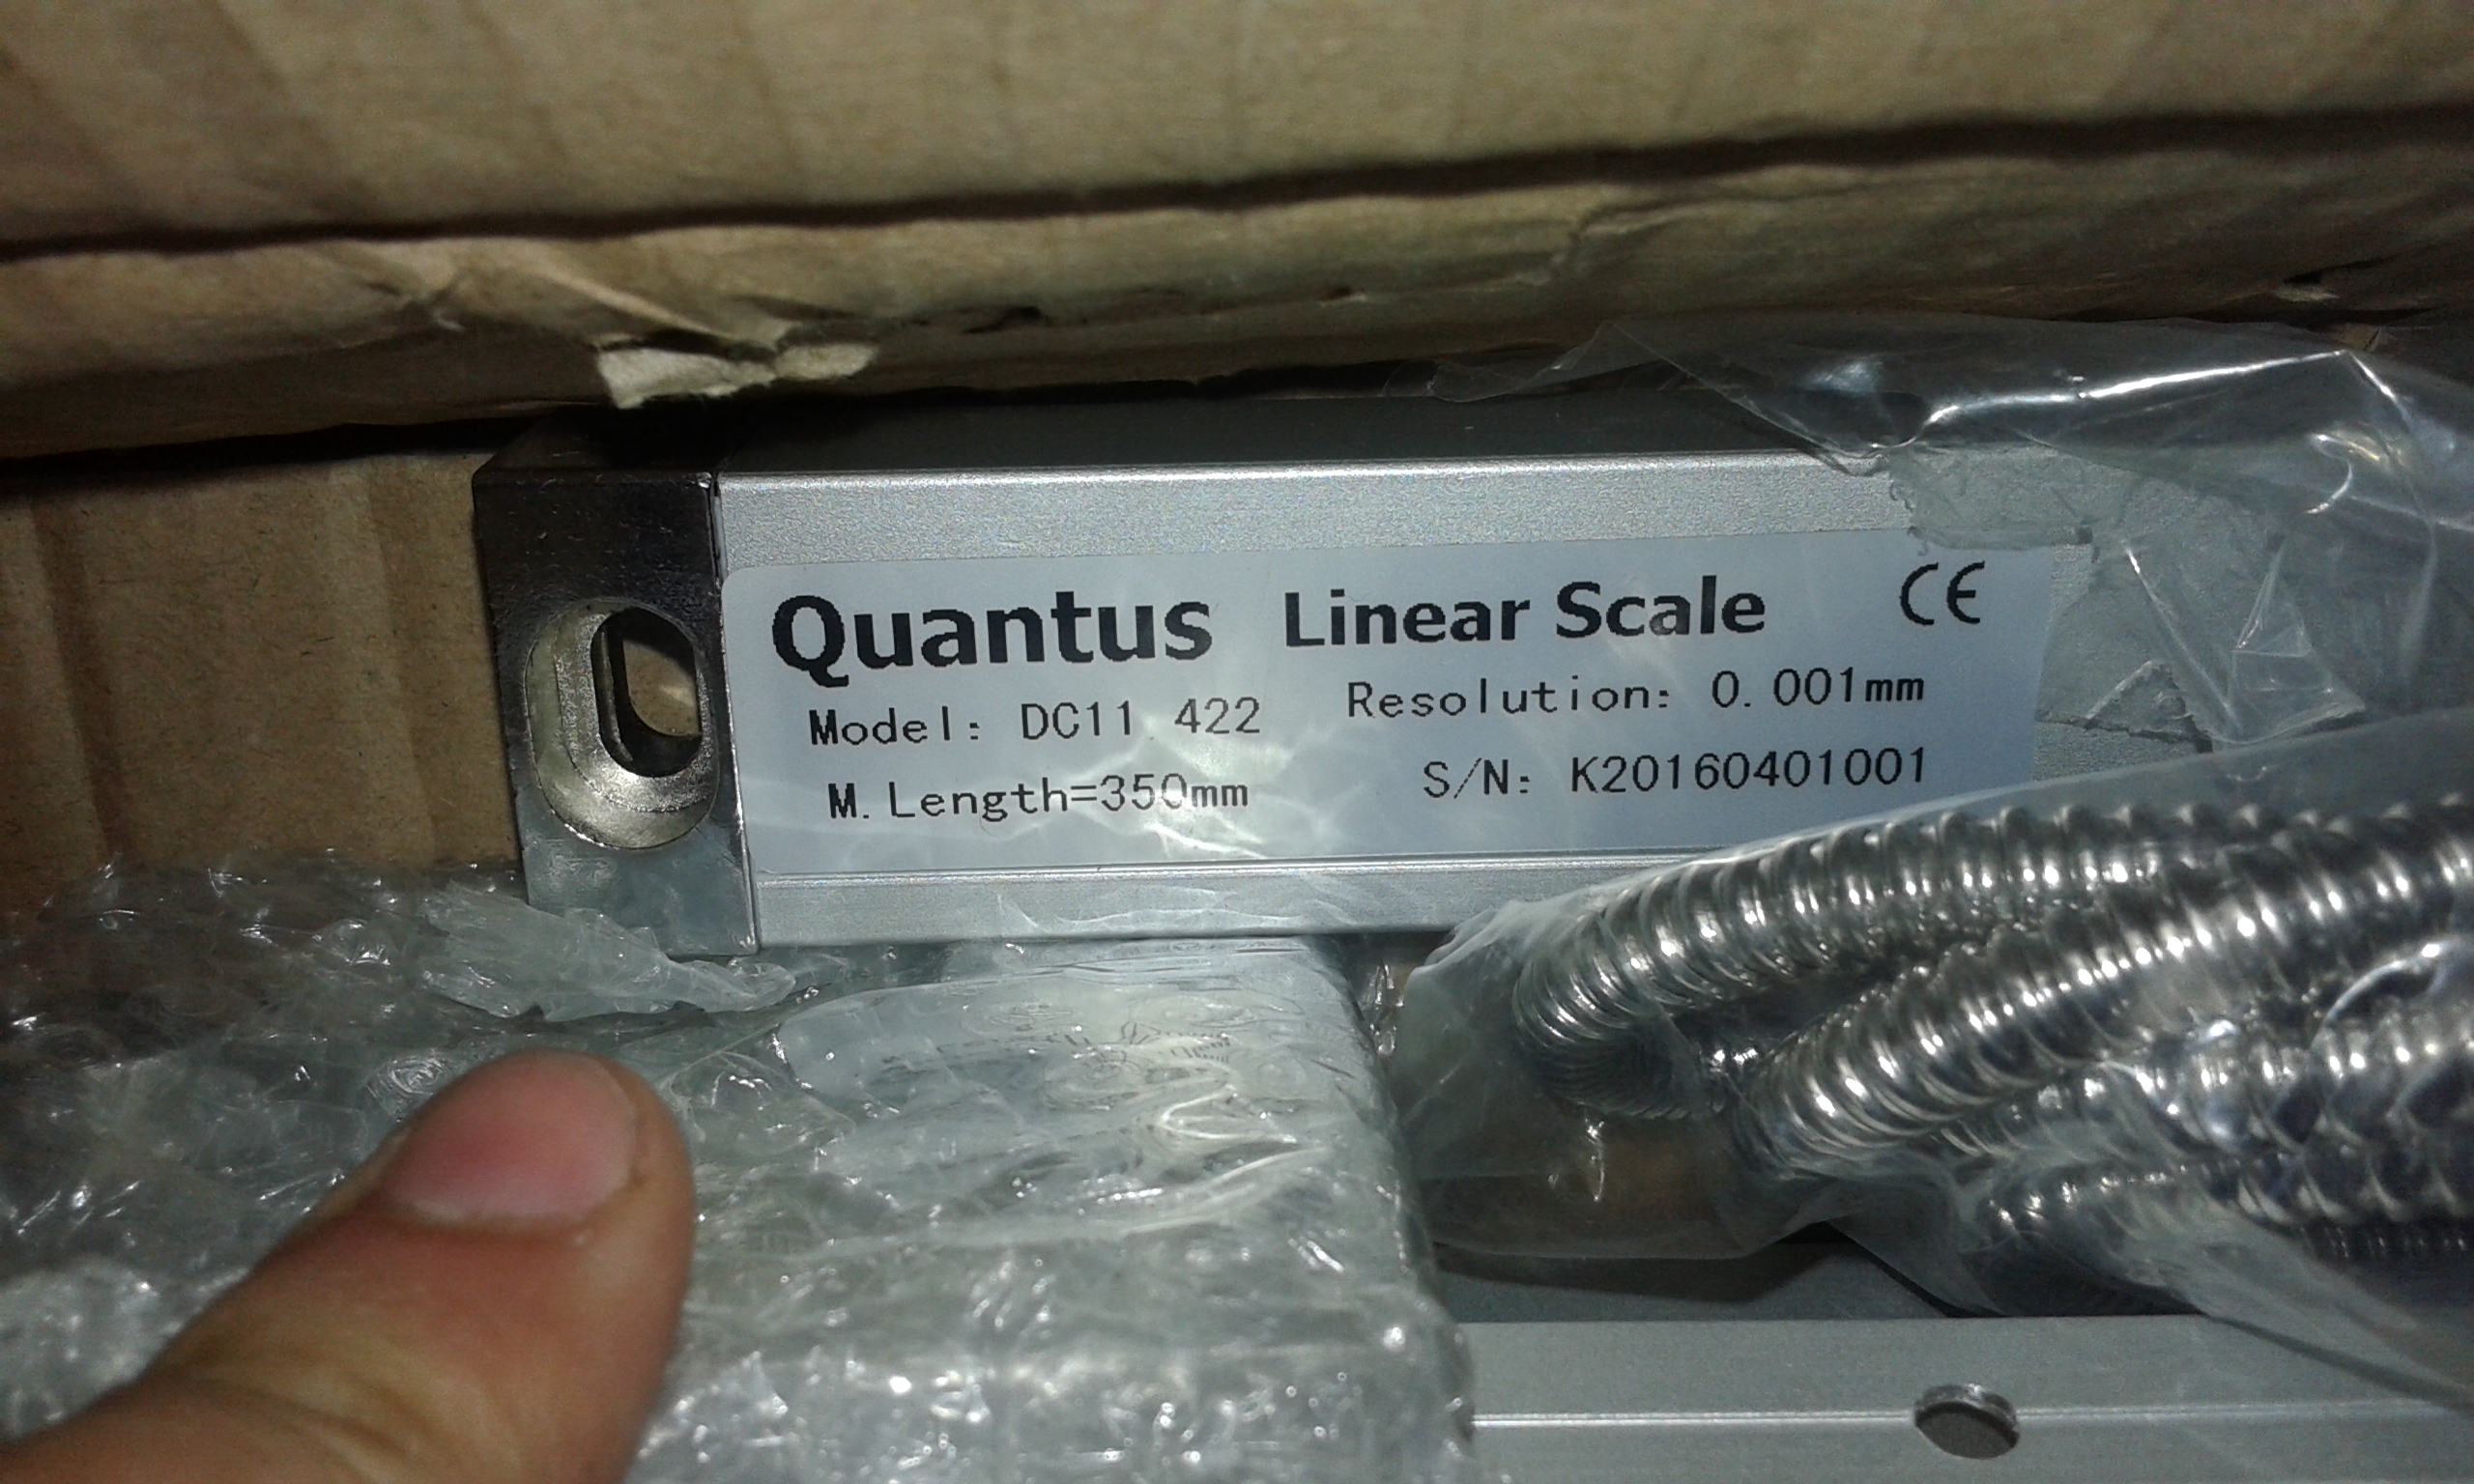 Quantus Linear Scale CE
Model: DC11 422 Resolution: 0.001mm
M. Length=350mm S/N: K20160401001